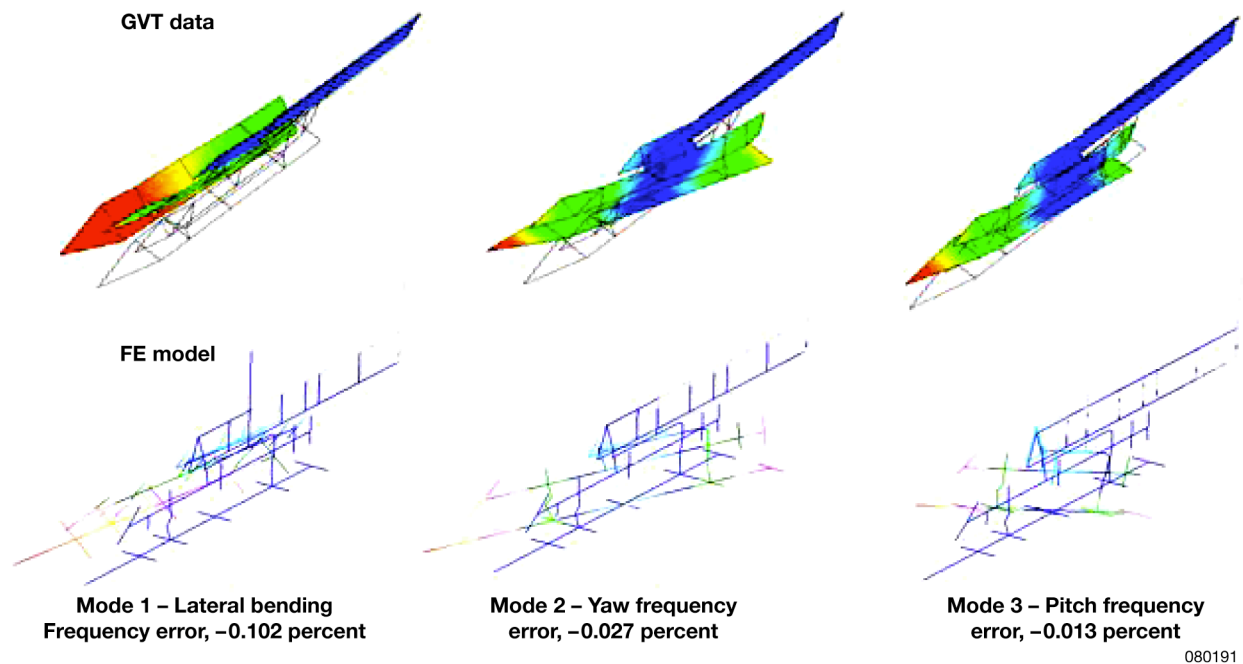 GVT data
FE model
Mode 1 – Lateral bending
Frequency error, –0.102 percent
Mode 2 – Yaw frequency
error, –0.027 percent
Mode 3 – Pitch frequency
error, –0.013 percent
080191